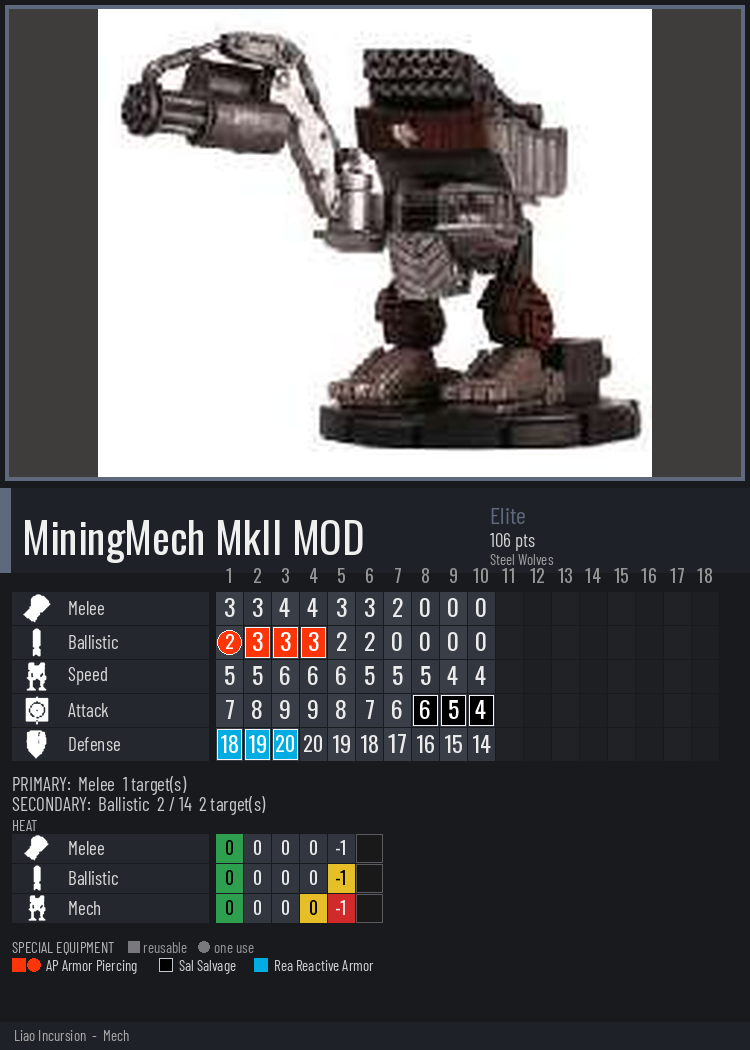 MiningMech MkII MOD
Elite
106 pts
Steel Wolves
1 2 3 4 5 6 7 8 9 10 11 12 13 14 15 16 17 18
Melee 3 3 4 4 3 3 2 0 0 0
Ballistic 2 3 3 3 2 2 0 0 0 0
Speed 5 5 6 6 6 5 5 5 4 4
Attack 7 8 9 9 8 7 6 6 5 4
Defense 18 19 20 20 19 18 17 16 15 14
PRIMARY: Melee 1 target(s)
SECONDARY: Ballistic 2 / 14 2 target(s)
HEAT
Melee 0 0 0 0 -1
Ballistic 0 0 0 0 -1
Mech 0 0 0 0 -1
SPECIAL EQUIPMENT reusable one use
AP Armor Piercing Sal Salvage Rea Reactive Armor
Liao Incursion - Mech